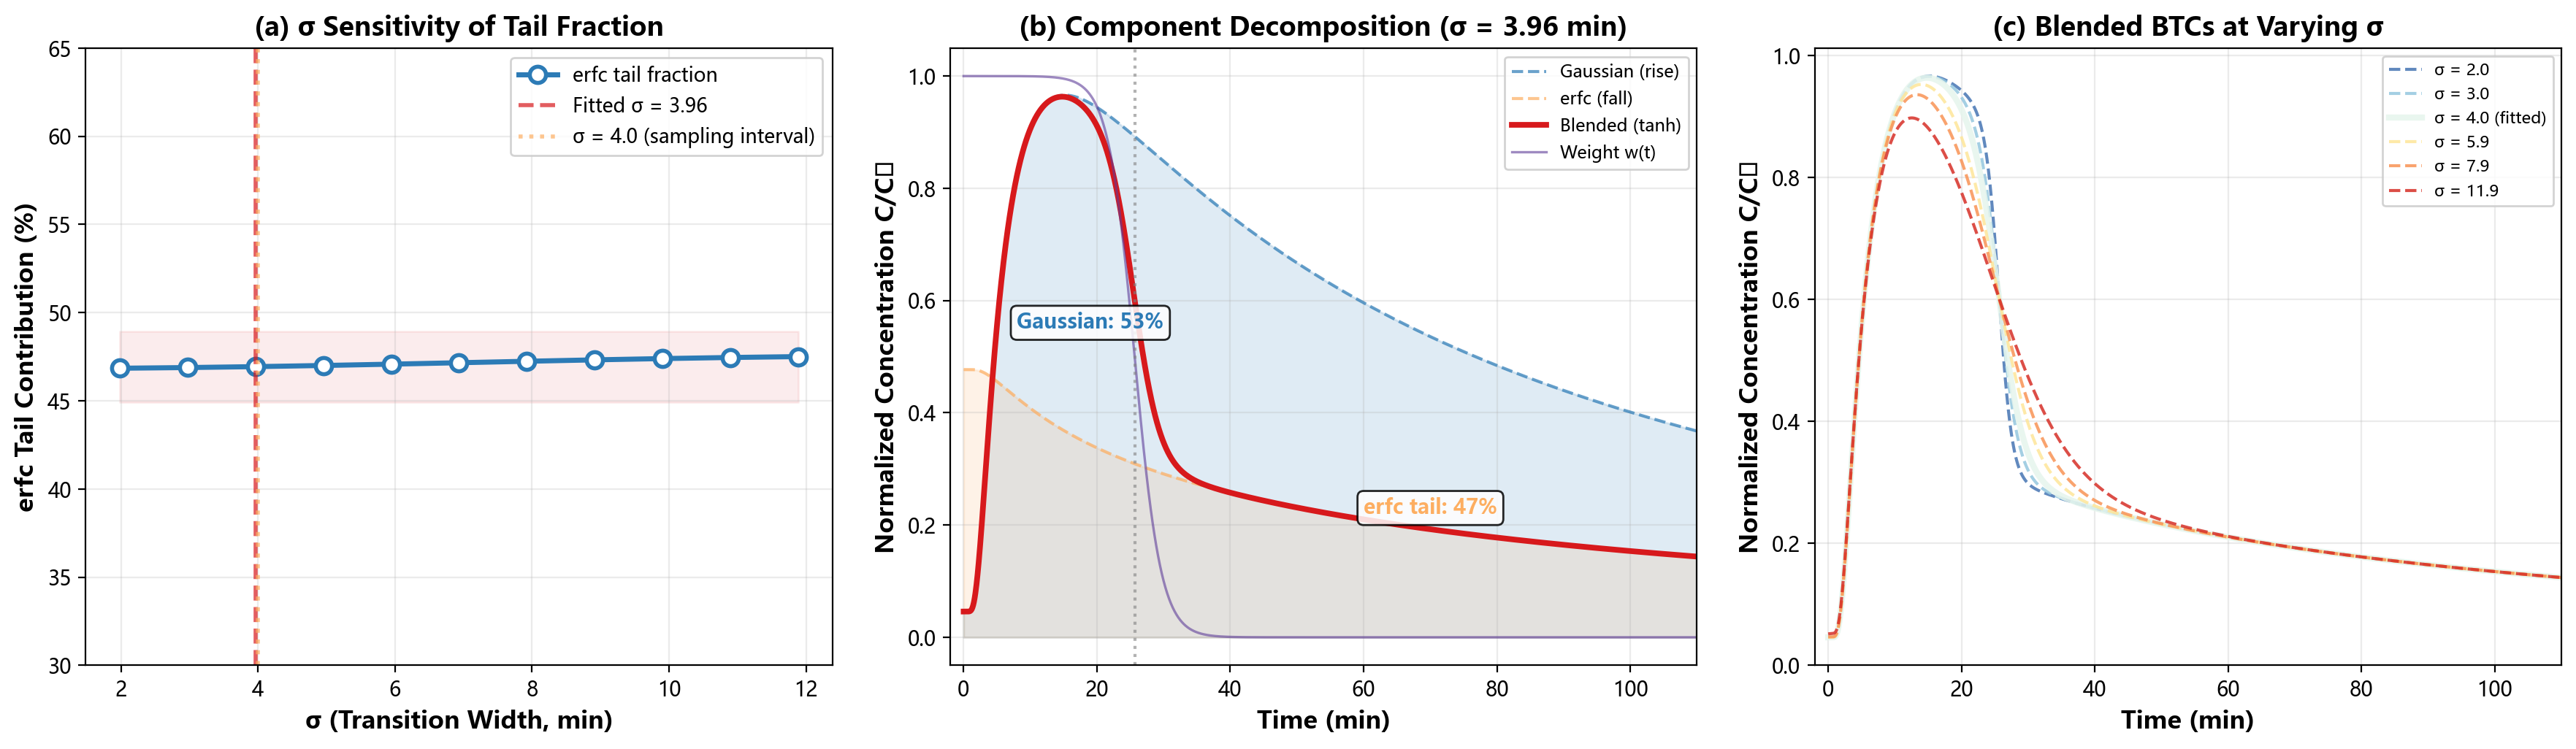 (a) σ Sensitivity of Tail Fraction
erfc Tail Contribution (%)
65
60
55
50
45
40
35
30
erfc tail fraction
Fitted σ = 3.96
σ = 4.0 (sampling interval)
2
4
6
8
10
12
σ (Transition Width, min)
(b) Component Decomposition (σ = 3.96 min)
Normalized Concentration C/C□
1.0
0.8
0.6
0.4
0.2
0.0
Gaussian (rise)
erfc (fall)
Blended (tanh)
Weight w(t)
Gaussian: 53%
erfc tail: 47%
0
20
40
60
80
100
Time (min)
(c) Blended BTCs at Varying σ
Normalized Concentration C/C□
1.0
0.8
0.6
0.4
0.2
0.0
σ = 2.0
σ = 3.0
σ = 4.0 (fitted)
σ = 5.9
σ = 7.9
σ = 11.9
0
20
40
60
80
100
Time (min)